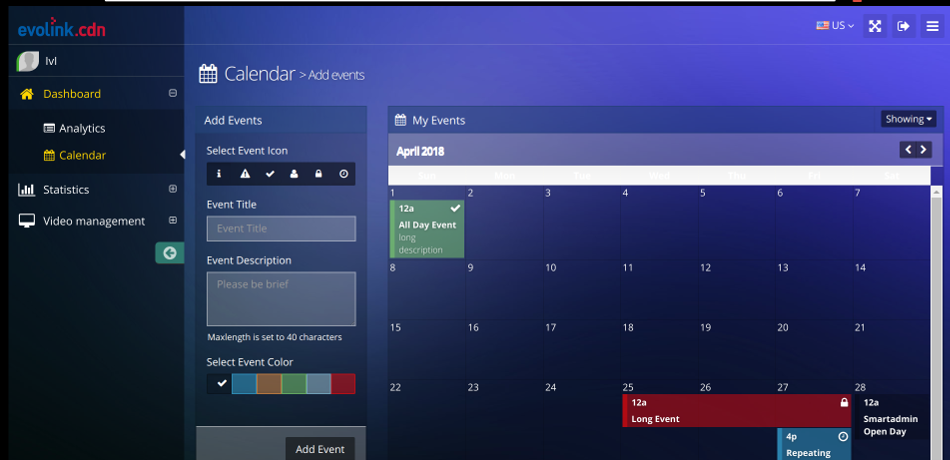 evolink.cdn
US
lvl
Dashboard
Analytics
Calendar
Statistics
Video management
Calendar > Add events
Add Events
Select Event Icon
Event Title
Event Title
Event Description
Please be brief
Maxlength is set to 40 characters
Select Event Color
Add Event
My Events
Showing
April 2018
Sun Mon Tue Wed Thu Fri Sat
1 2 3 4 5 6 7
12a
All Day Event
long
description
8 9 10 11 12 13 14
15 16 17 18 19 20 21
22 23 24 25 26 27 28
12a
Long Event
12a
Smartadmin
Open Day
4p
Repeating